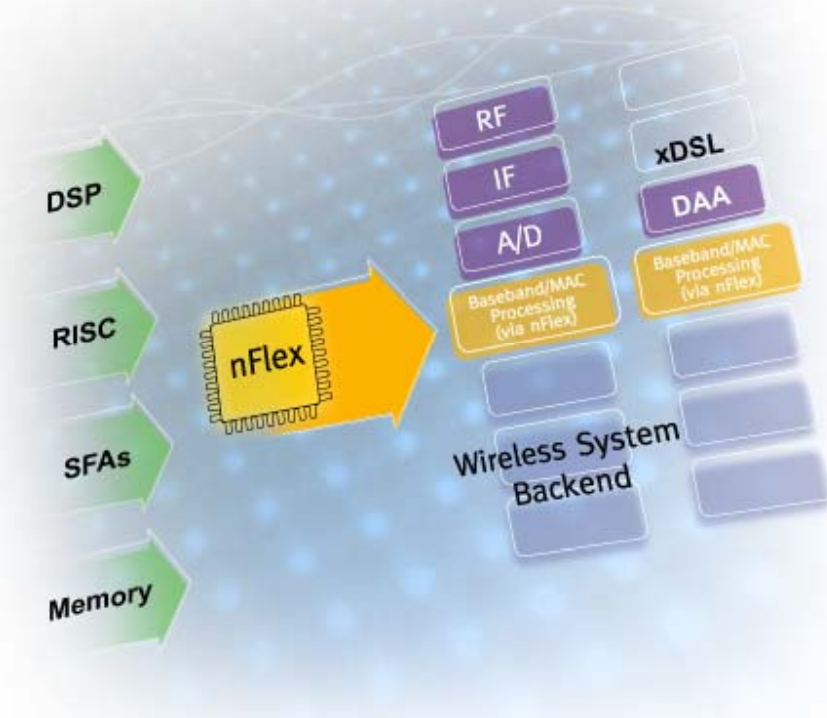 DSP
RISC
SFAs
Memory
nFlex
RF
IF
A/D
Baseband/MAC
Processing
(via nFlex)
xDSL
DAA
Baseband/MAC
Processing
(via nFlex)
Wireless System
Backend